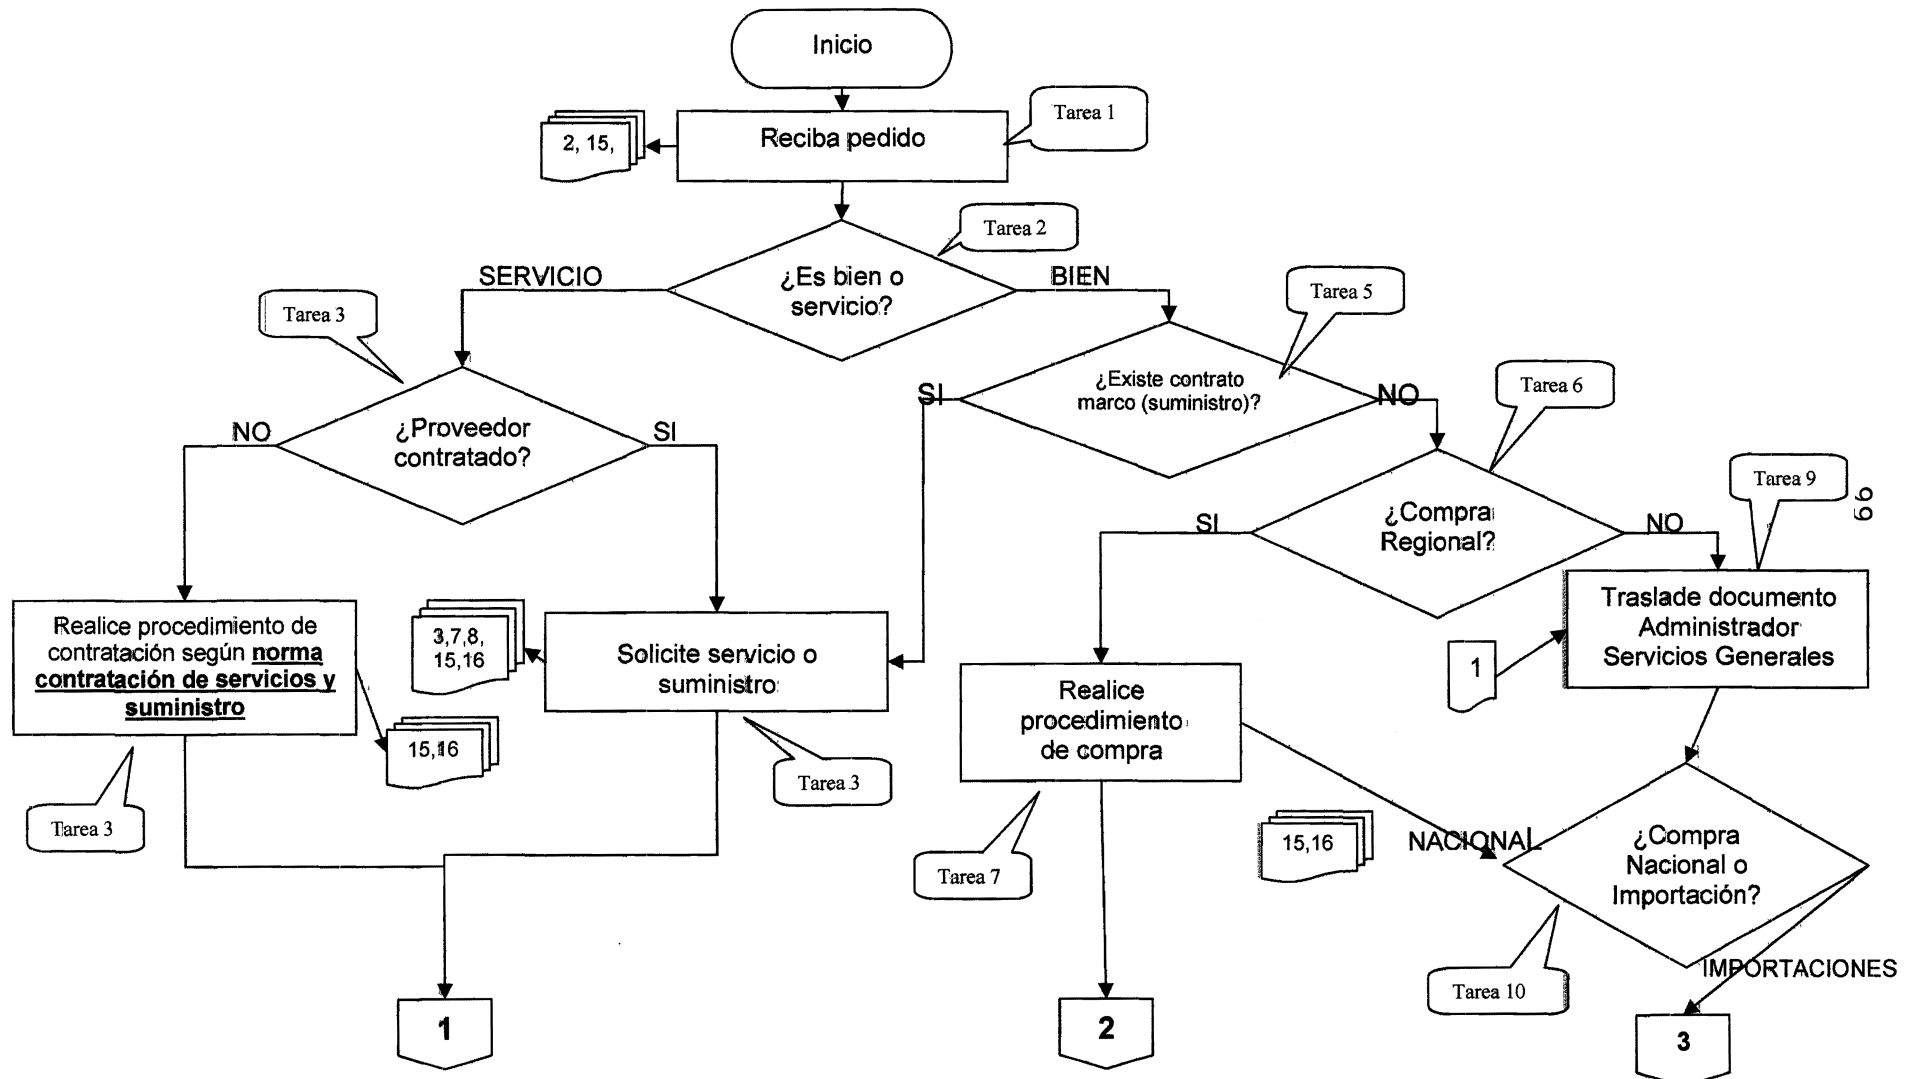 Inicio
Tarea 1
Reciba pedido
2, 15,
Tarea 2
¿Es bien o
servicio?
SERVICIO
BIEN
Tarea 3
Tarea 5
¿Existe contrato
marco (suministro)?
SI
NO
Tarea 6
¿Proveedor
contratado?
NO
SI
Tarea 9
66
¿Compra
Regional?
SI
NO
Realice procedimiento de
contratación según norma
contratación de servicios y
suministro
3,7,8,
15,16
Solicite servicio o
suministro
Traslade documento
Administrador
Servicios Generales
1
Realice
procedimiento
de compra
15,16
Tarea 3
Tarea 3
Tarea 7
15,16
NACIONAL
¿Compra
Nacional o
Importación?
IMPORTACIONES
Tarea 10
1
2
3